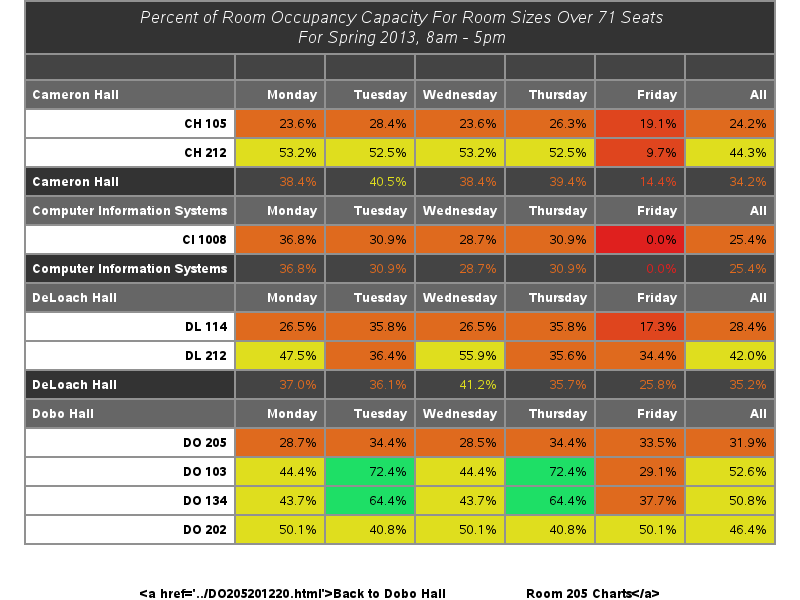 Percent of Room Occupancy Capacity For Room Sizes Over 71 Seats
For Spring 2013, 8am - 5pm
Cameron Hall Monday Tuesday Wednesday Thursday Friday All
CH 105 23.6% 28.4% 23.6% 26.3% 19.1% 24.2%
CH 212 53.2% 52.5% 53.2% 52.5% 9.7% 44.3%
Cameron Hall 38.4% 40.5% 38.4% 39.4% 14.4% 34.2%
Computer Information Systems Monday Tuesday Wednesday Thursday Friday All
CI 1008 36.8% 30.9% 28.7% 30.9% 0.0% 25.4%
Computer Information Systems 36.8% 30.9% 28.7% 30.9% 0.0% 25.4%
DeLoach Hall Monday Tuesday Wednesday Thursday Friday All
DL 114 26.5% 35.8% 26.5% 35.8% 17.3% 28.4%
DL 212 47.5% 36.4% 55.9% 35.6% 34.4% 42.0%
DeLoach Hall 37.0% 36.1% 41.2% 35.7% 25.8% 35.2%
Dobo Hall Monday Tuesday Wednesday Thursday Friday All
DO 205 28.7% 34.4% 28.5% 34.4% 33.5% 31.9%
DO 103 44.4% 72.4% 44.4% 72.4% 29.1% 52.6%
DO 134 43.7% 64.4% 43.7% 64.4% 37.7% 50.8%
DO 202 50.1% 40.8% 50.1% 40.8% 50.1% 46.4%
<a href='../DO205201220.html'>Back to Dobo Hall Room 205 Charts</a>